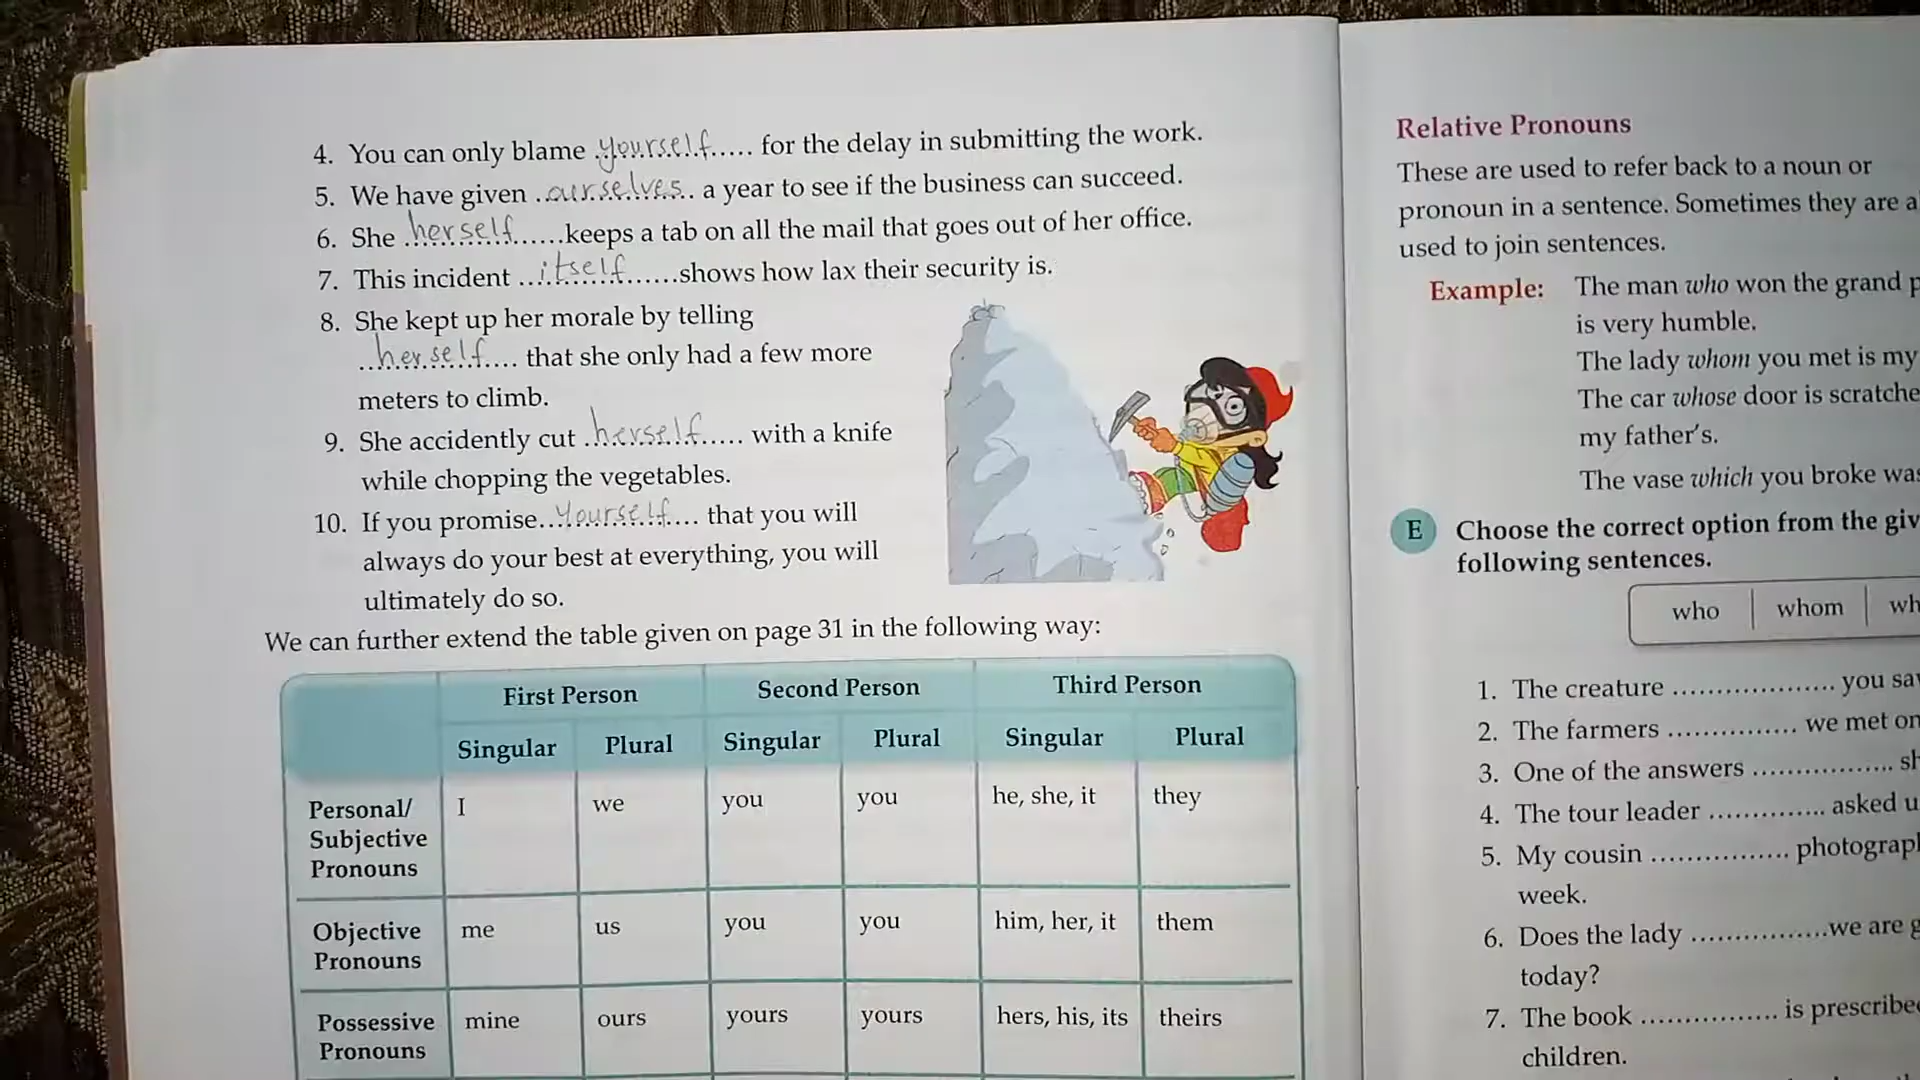 4. You can only blame yourself for the delay in submitting the work.
5. We have given ourselves a year to see if the business can succeed.
6. She herself keeps a tab on all the mail that goes out of her office.
7. This incident itself shows how lax their security is.
8. She kept up her morale by telling
herself that she only had a few more
meters to climb.
9. She accidently cut herself with a knife
while chopping the vegetables.
10. If you promise yourself that you will
always do your best at everything, you will
ultimately do so.
We can further extend the table given on page 31 in the following way:
First Person Second Person Third Person
Singular Plural Singular Plural Singular Plural
Personal/ I we you you he, she, it they
Subjective
Pronouns
Objective me us you you him, her, it them
Pronouns
Possessive mine ours yours yours hers, his, its theirs
Pronouns
Relative Pronouns
These are used to refer back to a noun or
pronoun in a sentence. Sometimes they are
used to join sentences.
Example: The man who won the grand
is very humble.
The lady whom you met is my
The car whose door is
my father's.
The vase which you broke
E Choose the correct option from the
following sentences.
who whom
1. The creature ................... you
2. The farmers ............... we met
3. One of the answers .................
4. The tour leader .............. asked
5. My cousin ................
week.
6. Does the lady ................we are
today?
7. The book ................ is
children.